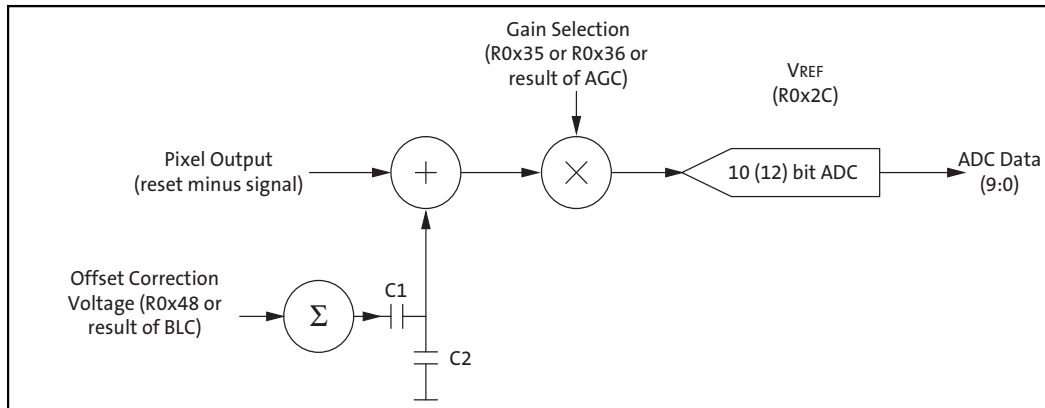 Gain Selection
(R0x35 or R0x36 or
result of AGC)
VREF
(R0x2C)
Pixel Output
(reset minus signal)
+
×
10 (12) bit ADC
ADC Data
(9:0)
Offset Correction
Voltage (R0x48 or
result of BLC)
Σ
C1
C2